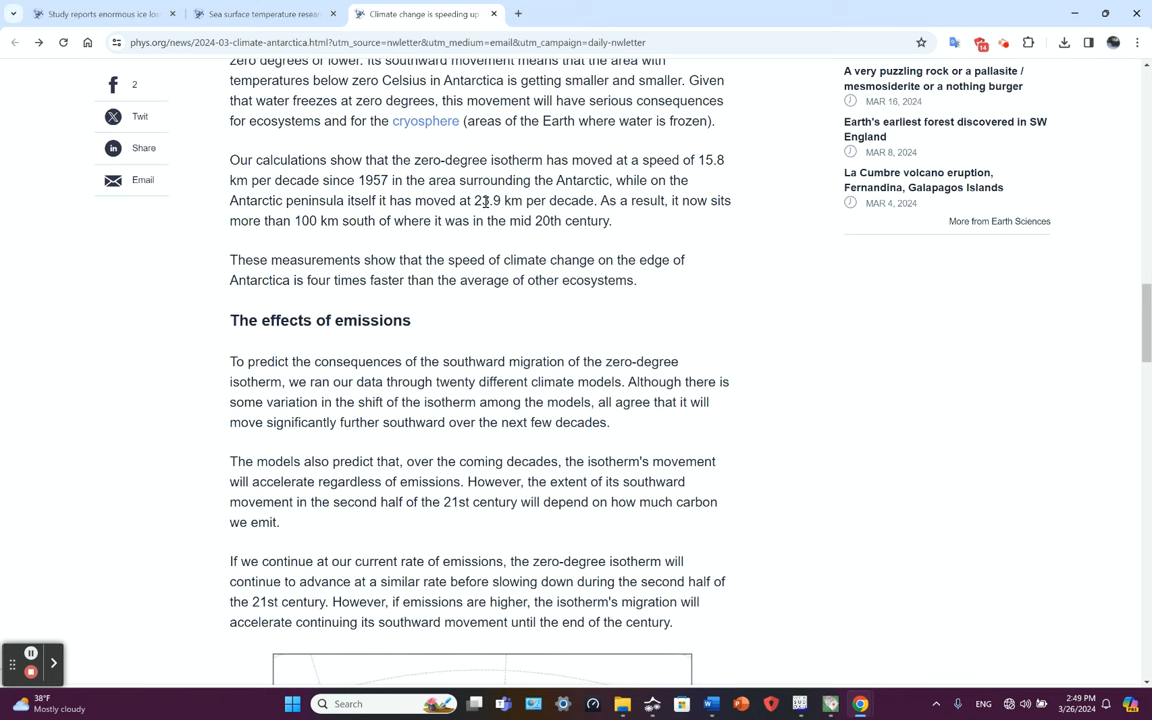 Study reports enormous ice los
Sea surface temperature resear
Climate change is speeding up
phys.org/news/2024-03-climate-antarctica.html?utm_source=nwletter&utm_medium=email&utm_campaign=daily-nwletter
14
zero degrees or lower. Its southward movement means that the area with
temperatures below zero Celsius in Antarctica is getting smaller and smaller. Given
that water freezes at zero degrees, this movement will have serious consequences
for ecosystems and for the cryosphere (areas of the Earth where water is frozen).
Our calculations show that the zero-degree isotherm has moved at a speed of 15.8
km per decade since 1957 in the area surrounding the Antarctic, while on the
Antarctic peninsula itself it has moved at 23.9 km per decade. As a result, it now sits
more than 100 km south of where it was in the mid 20th century.
These measurements show that the speed of climate change on the edge of
Antarctica is four times faster than the average of other ecosystems.
The effects of emissions
To predict the consequences of the southward migration of the zero-degree
isotherm, we ran our data through twenty different climate models. Although there is
some variation in the shift of the isotherm among the models, all agree that it will
move significantly further southward over the next few decades.
The models also predict that, over the coming decades, the isotherm's movement
will accelerate regardless of emissions. However, the extent of its southward
movement in the second half of the 21st century will depend on how much carbon
we emit.
If we continue at our current rate of emissions, the zero-degree isotherm will
continue to advance at a similar rate before slowing down during the second half of
the 21st century. However, if emissions are higher, the isotherm's migration will
accelerate continuing its southward movement until the end of the century.
2
Twit
Share
Email
A very puzzling rock or a pallasite /
mesmosiderite or a nothing burger
MAR 16, 2024
Earth's earliest forest discovered in SW
England
MAR 8, 2024
La Cumbre volcano eruption,
Fernandina, Galapagos Islands
MAR 4, 2024
More from Earth Sciences
38°F
Mostly cloudy
Search
ENG
2:49 PM
3/26/2024